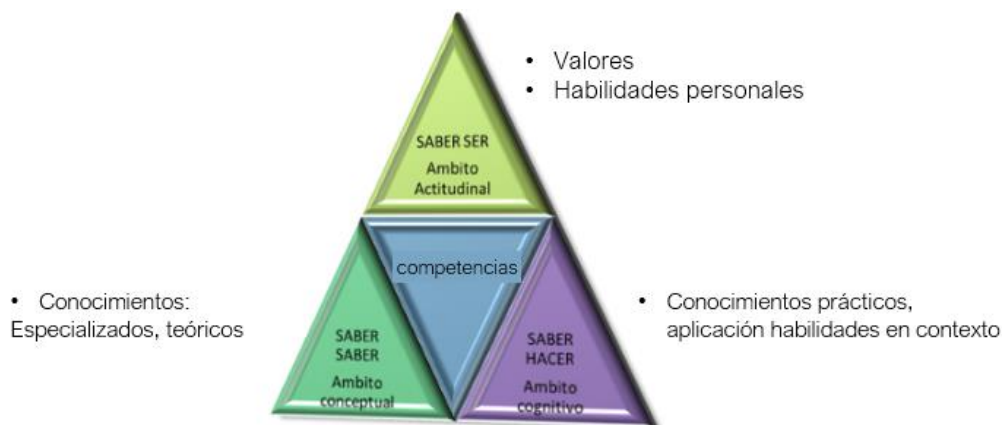 • Valores
• Habilidades personales
SABER SER
Ambito
Actitudinal
competencias
• Conocimientos:
Especializados, teóricos
SABER
SABER
Ambito
conceptual
SABER
HACER
Ambito
cognitivo
• Conocimientos prácticos,
aplicación habilidades en contexto